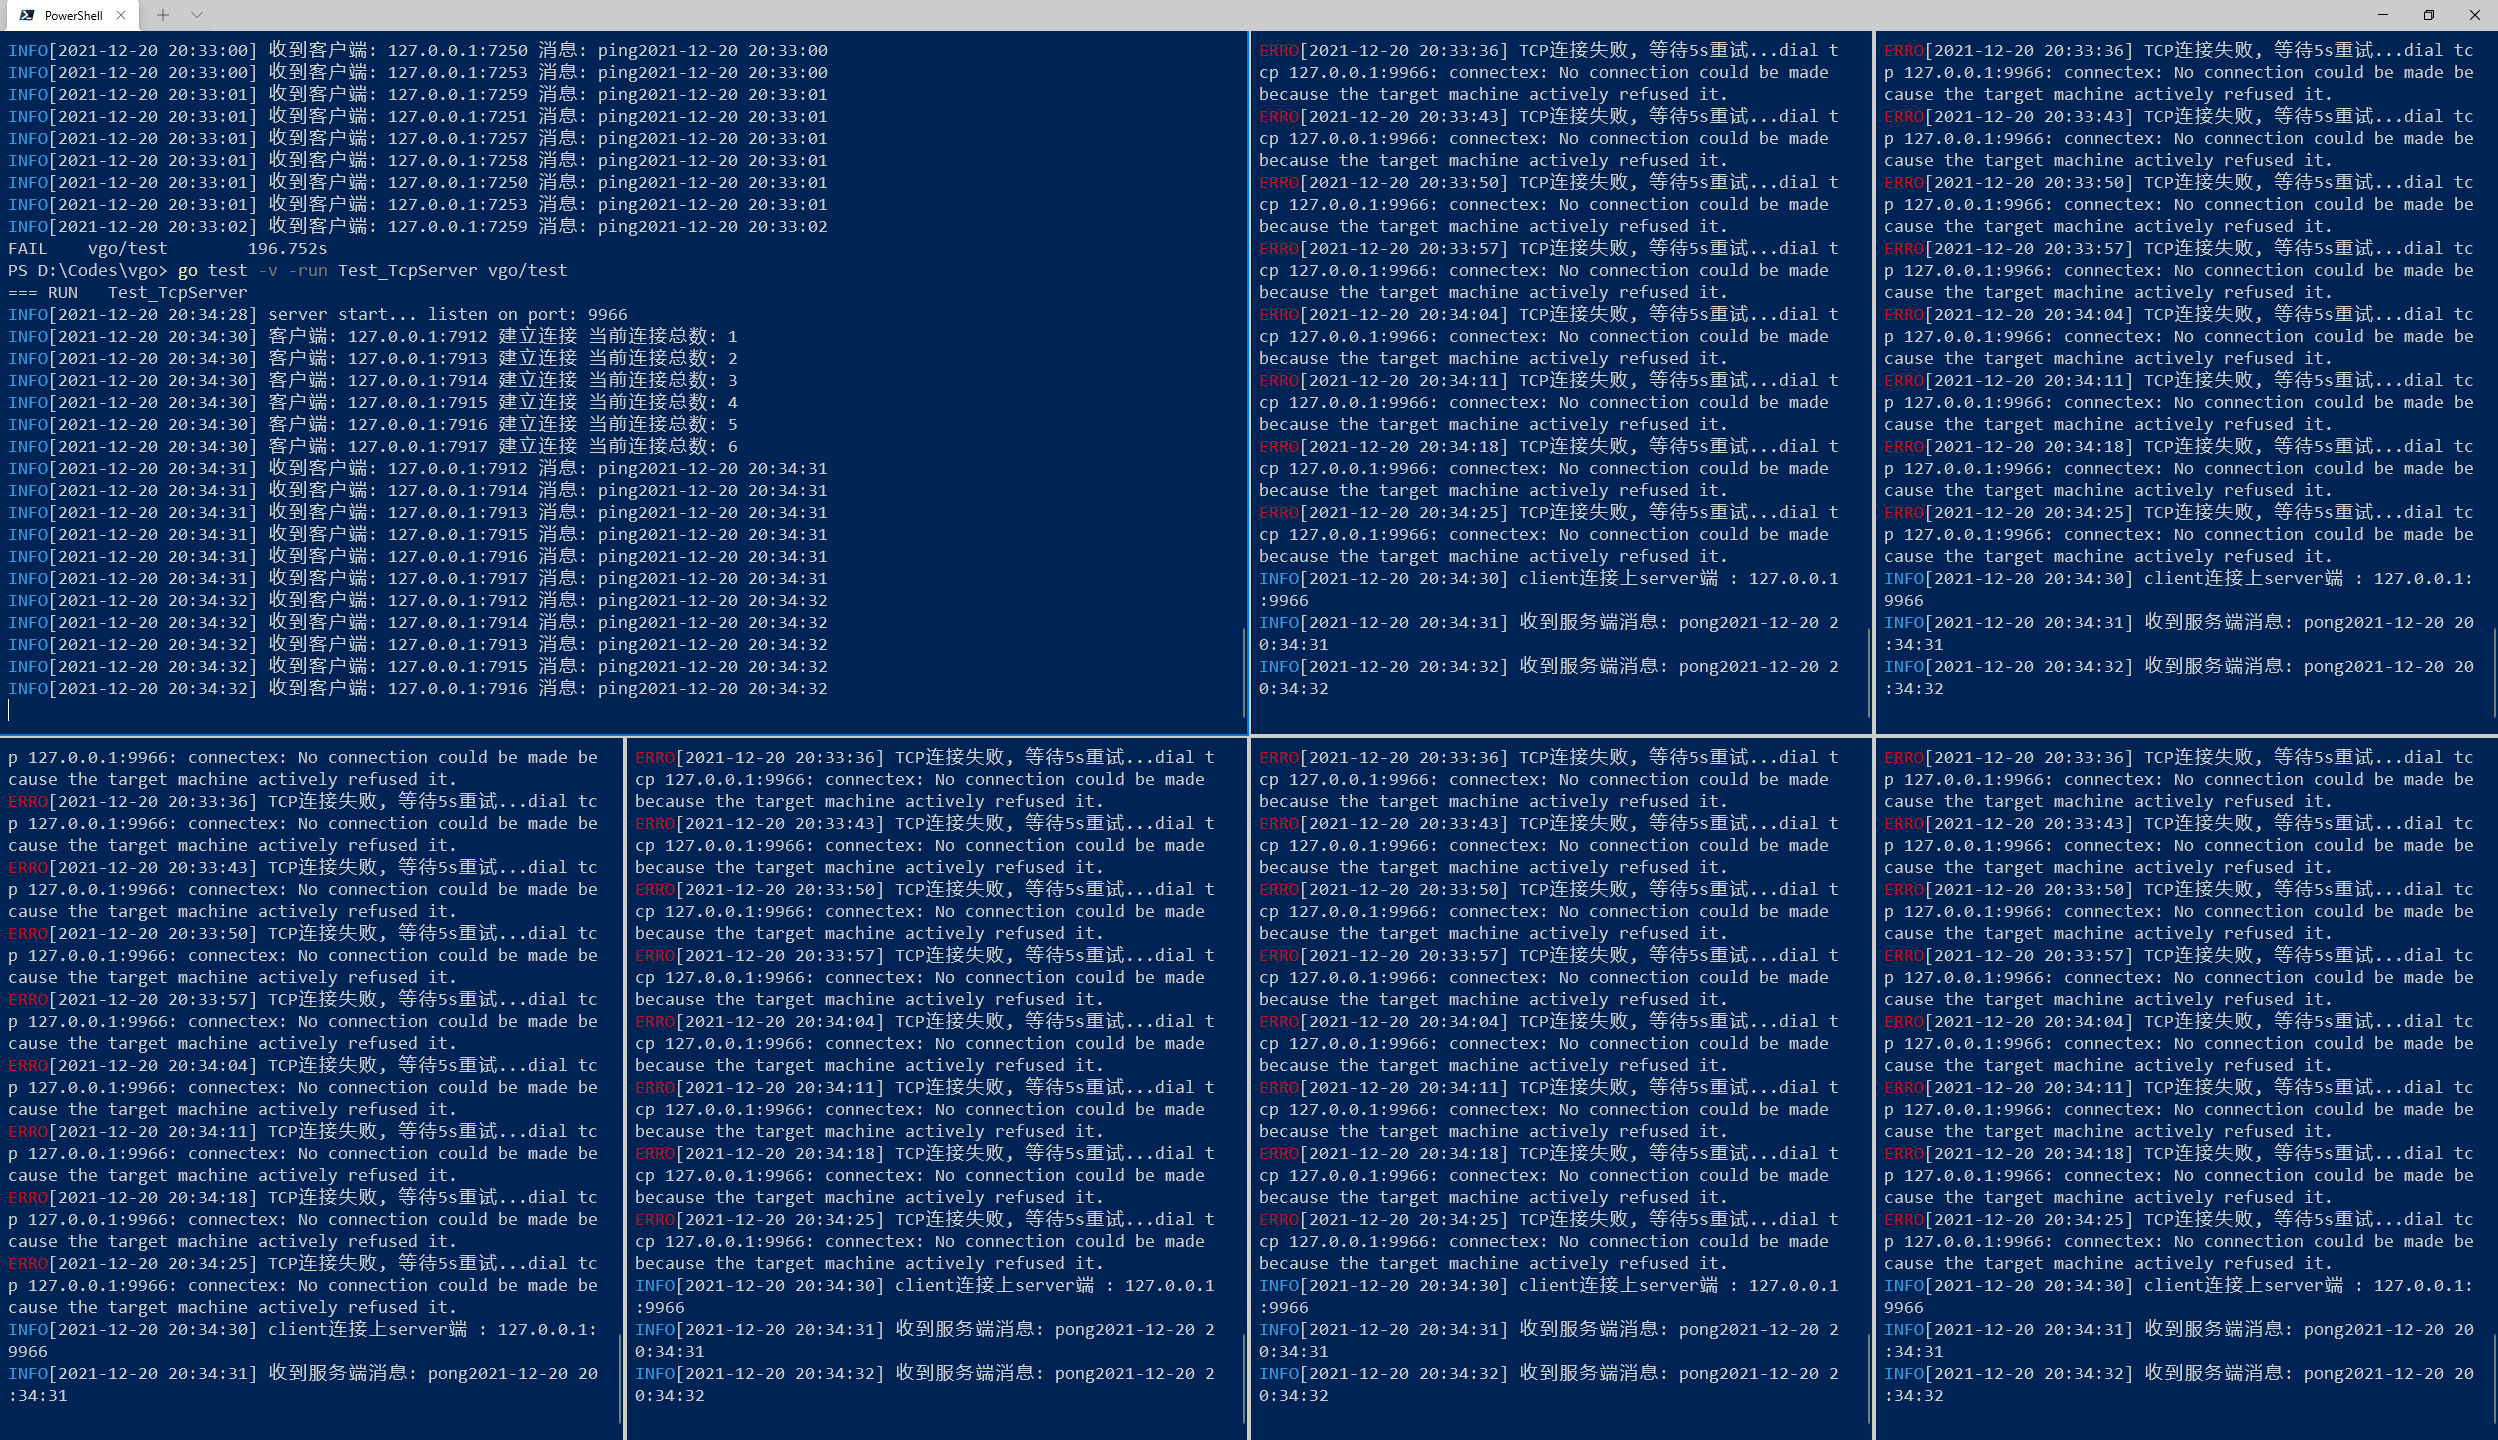 PowerShell
INFO[2021-12-20 20:33:00] 收到客户端: 127.0.0.1:7250 消息: ping2021-12-20 20:33:00
INFO[2021-12-20 20:33:00] 收到客户端: 127.0.0.1:7253 消息: ping2021-12-20 20:33:00
INFO[2021-12-20 20:33:01] 收到客户端: 127.0.0.1:7259 消息: ping2021-12-20 20:33:01
INFO[2021-12-20 20:33:01] 收到客户端: 127.0.0.1:7251 消息: ping2021-12-20 20:33:01
INFO[2021-12-20 20:33:01] 收到客户端: 127.0.0.1:7257 消息: ping2021-12-20 20:33:01
INFO[2021-12-20 20:33:01] 收到客户端: 127.0.0.1:7258 消息: ping2021-12-20 20:33:01
INFO[2021-12-20 20:33:01] 收到客户端: 127.0.0.1:7250 消息: ping2021-12-20 20:33:01
INFO[2021-12-20 20:33:01] 收到客户端: 127.0.0.1:7253 消息: ping2021-12-20 20:33:01
INFO[2021-12-20 20:33:02] 收到客户端: 127.0.0.1:7259 消息: ping2021-12-20 20:33:02
FAIL    vgo/test        196.752s
PS D:\Codes\vgo> go test -v -run Test_TcpServer vgo/test
=== RUN   Test_TcpServer
INFO[2021-12-20 20:34:28] server start... listen on port: 9966
INFO[2021-12-20 20:34:30] 客户端: 127.0.0.1:7912 建立连接 当前连接总数: 1
INFO[2021-12-20 20:34:30] 客户端: 127.0.0.1:7913 建立连接 当前连接总数: 2
INFO[2021-12-20 20:34:30] 客户端: 127.0.0.1:7914 建立连接 当前连接总数: 3
INFO[2021-12-20 20:34:30] 客户端: 127.0.0.1:7915 建立连接 当前连接总数: 4
INFO[2021-12-20 20:34:30] 客户端: 127.0.0.1:7916 建立连接 当前连接总数: 5
INFO[2021-12-20 20:34:30] 客户端: 127.0.0.1:7917 建立连接 当前连接总数: 6
INFO[2021-12-20 20:34:31] 收到客户端: 127.0.0.1:7912 消息: ping2021-12-20 20:34:31
INFO[2021-12-20 20:34:31] 收到客户端: 127.0.0.1:7914 消息: ping2021-12-20 20:34:31
INFO[2021-12-20 20:34:31] 收到客户端: 127.0.0.1:7913 消息: ping2021-12-20 20:34:31
INFO[2021-12-20 20:34:31] 收到客户端: 127.0.0.1:7915 消息: ping2021-12-20 20:34:31
INFO[2021-12-20 20:34:31] 收到客户端: 127.0.0.1:7916 消息: ping2021-12-20 20:34:31
INFO[2021-12-20 20:34:31] 收到客户端: 127.0.0.1:7917 消息: ping2021-12-20 20:34:31
INFO[2021-12-20 20:34:32] 收到客户端: 127.0.0.1:7912 消息: ping2021-12-20 20:34:32
INFO[2021-12-20 20:34:32] 收到客户端: 127.0.0.1:7914 消息: ping2021-12-20 20:34:32
INFO[2021-12-20 20:34:32] 收到客户端: 127.0.0.1:7913 消息: ping2021-12-20 20:34:32
INFO[2021-12-20 20:34:32] 收到客户端: 127.0.0.1:7915 消息: ping2021-12-20 20:34:32
INFO[2021-12-20 20:34:32] 收到客户端: 127.0.0.1:7916 消息: ping2021-12-20 20:34:32
ERRO[2021-12-20 20:33:36] TCP连接失败, 等待5s重试...dial t
cp 127.0.0.1:9966: connectex: No connection could be made
because the target machine actively refused it.
ERRO[2021-12-20 20:33:43] TCP连接失败, 等待5s重试...dial t
cp 127.0.0.1:9966: connectex: No connection could be made
because the target machine actively refused it.
ERRO[2021-12-20 20:33:50] TCP连接失败, 等待5s重试...dial t
cp 127.0.0.1:9966: connectex: No connection could be made
because the target machine actively refused it.
ERRO[2021-12-20 20:33:57] TCP连接失败, 等待5s重试...dial t
cp 127.0.0.1:9966: connectex: No connection could be made
because the target machine actively refused it.
ERRO[2021-12-20 20:34:04] TCP连接失败, 等待5s重试...dial t
cp 127.0.0.1:9966: connectex: No connection could be made
because the target machine actively refused it.
ERRO[2021-12-20 20:34:11] TCP连接失败, 等待5s重试...dial t
cp 127.0.0.1:9966: connectex: No connection could be made
because the target machine actively refused it.
ERRO[2021-12-20 20:34:18] TCP连接失败, 等待5s重试...dial t
cp 127.0.0.1:9966: connectex: No connection could be made
because the target machine actively refused it.
ERRO[2021-12-20 20:34:25] TCP连接失败, 等待5s重试...dial t
cp 127.0.0.1:9966: connectex: No connection could be made
because the target machine actively refused it.
INFO[2021-12-20 20:34:30] client连接上server端 : 127.0.0.1
:9966
INFO[2021-12-20 20:34:31] 收到服务端消息: pong2021-12-20 2
0:34:31
INFO[2021-12-20 20:34:32] 收到服务端消息: pong2021-12-20 2
0:34:32
ERRO[2021-12-20 20:33:36] TCP连接失败, 等待5s重试...dial tc
p 127.0.0.1:9966: connectex: No connection could be made be
cause the target machine actively refused it.
ERRO[2021-12-20 20:33:43] TCP连接失败, 等待5s重试...dial tc
p 127.0.0.1:9966: connectex: No connection could be made be
cause the target machine actively refused it.
ERRO[2021-12-20 20:33:50] TCP连接失败, 等待5s重试...dial tc
p 127.0.0.1:9966: connectex: No connection could be made be
cause the target machine actively refused it.
ERRO[2021-12-20 20:33:57] TCP连接失败, 等待5s重试...dial tc
p 127.0.0.1:9966: connectex: No connection could be made be
cause the target machine actively refused it.
ERRO[2021-12-20 20:34:04] TCP连接失败, 等待5s重试...dial tc
p 127.0.0.1:9966: connectex: No connection could be made be
cause the target machine actively refused it.
ERRO[2021-12-20 20:34:11] TCP连接失败, 等待5s重试...dial tc
p 127.0.0.1:9966: connectex: No connection could be made be
cause the target machine actively refused it.
ERRO[2021-12-20 20:34:18] TCP连接失败, 等待5s重试...dial tc
p 127.0.0.1:9966: connectex: No connection could be made be
cause the target machine actively refused it.
ERRO[2021-12-20 20:34:25] TCP连接失败, 等待5s重试...dial tc
p 127.0.0.1:9966: connectex: No connection could be made be
cause the target machine actively refused it.
INFO[2021-12-20 20:34:30] client连接上server端 : 127.0.0.1:
9966
INFO[2021-12-20 20:34:31] 收到服务端消息: pong2021-12-20 20
:34:31
INFO[2021-12-20 20:34:32] 收到服务端消息: pong2021-12-20 20
:34:32
p 127.0.0.1:9966: connectex: No connection could be made be
cause the target machine actively refused it.
ERRO[2021-12-20 20:33:36] TCP连接失败, 等待5s重试...dial tc
p 127.0.0.1:9966: connectex: No connection could be made be
cause the target machine actively refused it.
ERRO[2021-12-20 20:33:43] TCP连接失败, 等待5s重试...dial tc
p 127.0.0.1:9966: connectex: No connection could be made be
cause the target machine actively refused it.
ERRO[2021-12-20 20:33:50] TCP连接失败, 等待5s重试...dial tc
p 127.0.0.1:9966: connectex: No connection could be made be
cause the target machine actively refused it.
ERRO[2021-12-20 20:33:57] TCP连接失败, 等待5s重试...dial tc
p 127.0.0.1:9966: connectex: No connection could be made be
cause the target machine actively refused it.
ERRO[2021-12-20 20:34:04] TCP连接失败, 等待5s重试...dial tc
p 127.0.0.1:9966: connectex: No connection could be made be
cause the target machine actively refused it.
ERRO[2021-12-20 20:34:11] TCP连接失败, 等待5s重试...dial tc
p 127.0.0.1:9966: connectex: No connection could be made be
cause the target machine actively refused it.
ERRO[2021-12-20 20:34:18] TCP连接失败, 等待5s重试...dial tc
p 127.0.0.1:9966: connectex: No connection could be made be
cause the target machine actively refused it.
ERRO[2021-12-20 20:34:25] TCP连接失败, 等待5s重试...dial tc
p 127.0.0.1:9966: connectex: No connection could be made be
cause the target machine actively refused it.
INFO[2021-12-20 20:34:30] client连接上server端 : 127.0.0.1:
9966
INFO[2021-12-20 20:34:31] 收到服务端消息: pong2021-12-20 20
:34:31
ERRO[2021-12-20 20:33:36] TCP连接失败, 等待5s重试...dial t
cp 127.0.0.1:9966: connectex: No connection could be made
because the target machine actively refused it.
ERRO[2021-12-20 20:33:43] TCP连接失败, 等待5s重试...dial t
cp 127.0.0.1:9966: connectex: No connection could be made
because the target machine actively refused it.
ERRO[2021-12-20 20:33:50] TCP连接失败, 等待5s重试...dial t
cp 127.0.0.1:9966: connectex: No connection could be made
because the target machine actively refused it.
ERRO[2021-12-20 20:33:57] TCP连接失败, 等待5s重试...dial t
cp 127.0.0.1:9966: connectex: No connection could be made
because the target machine actively refused it.
ERRO[2021-12-20 20:34:04] TCP连接失败, 等待5s重试...dial t
cp 127.0.0.1:9966: connectex: No connection could be made
because the target machine actively refused it.
ERRO[2021-12-20 20:34:11] TCP连接失败, 等待5s重试...dial t
cp 127.0.0.1:9966: connectex: No connection could be made
because the target machine actively refused it.
ERRO[2021-12-20 20:34:18] TCP连接失败, 等待5s重试...dial t
cp 127.0.0.1:9966: connectex: No connection could be made
because the target machine actively refused it.
ERRO[2021-12-20 20:34:25] TCP连接失败, 等待5s重试...dial t
cp 127.0.0.1:9966: connectex: No connection could be made
because the target machine actively refused it.
INFO[2021-12-20 20:34:30] client连接上server端 : 127.0.0.1
:9966
INFO[2021-12-20 20:34:31] 收到服务端消息: pong2021-12-20 2
0:34:31
INFO[2021-12-20 20:34:32] 收到服务端消息: pong2021-12-20 2
0:34:32
ERRO[2021-12-20 20:33:36] TCP连接失败, 等待5s重试...dial t
cp 127.0.0.1:9966: connectex: No connection could be made
because the target machine actively refused it.
ERRO[2021-12-20 20:33:43] TCP连接失败, 等待5s重试...dial t
cp 127.0.0.1:9966: connectex: No connection could be made
because the target machine actively refused it.
ERRO[2021-12-20 20:33:50] TCP连接失败, 等待5s重试...dial t
cp 127.0.0.1:9966: connectex: No connection could be made
because the target machine actively refused it.
ERRO[2021-12-20 20:33:57] TCP连接失败, 等待5s重试...dial t
cp 127.0.0.1:9966: connectex: No connection could be made
because the target machine actively refused it.
ERRO[2021-12-20 20:34:04] TCP连接失败, 等待5s重试...dial t
cp 127.0.0.1:9966: connectex: No connection could be made
because the target machine actively refused it.
ERRO[2021-12-20 20:34:11] TCP连接失败, 等待5s重试...dial t
cp 127.0.0.1:9966: connectex: No connection could be made
because the target machine actively refused it.
ERRO[2021-12-20 20:34:18] TCP连接失败, 等待5s重试...dial t
cp 127.0.0.1:9966: connectex: No connection could be made
because the target machine actively refused it.
ERRO[2021-12-20 20:34:25] TCP连接失败, 等待5s重试...dial t
cp 127.0.0.1:9966: connectex: No connection could be made
because the target machine actively refused it.
INFO[2021-12-20 20:34:30] client连接上server端 : 127.0.0.1
:9966
INFO[2021-12-20 20:34:31] 收到服务端消息: pong2021-12-20 2
0:34:31
INFO[2021-12-20 20:34:32] 收到服务端消息: pong2021-12-20 2
0:34:32
ERRO[2021-12-20 20:33:36] TCP连接失败, 等待5s重试...dial tc
p 127.0.0.1:9966: connectex: No connection could be made be
cause the target machine actively refused it.
ERRO[2021-12-20 20:33:43] TCP连接失败, 等待5s重试...dial tc
p 127.0.0.1:9966: connectex: No connection could be made be
cause the target machine actively refused it.
ERRO[2021-12-20 20:33:50] TCP连接失败, 等待5s重试...dial tc
p 127.0.0.1:9966: connectex: No connection could be made be
cause the target machine actively refused it.
ERRO[2021-12-20 20:33:57] TCP连接失败, 等待5s重试...dial tc
p 127.0.0.1:9966: connectex: No connection could be made be
cause the target machine actively refused it.
ERRO[2021-12-20 20:34:04] TCP连接失败, 等待5s重试...dial tc
p 127.0.0.1:9966: connectex: No connection could be made be
cause the target machine actively refused it.
ERRO[2021-12-20 20:34:11] TCP连接失败, 等待5s重试...dial tc
p 127.0.0.1:9966: connectex: No connection could be made be
cause the target machine actively refused it.
ERRO[2021-12-20 20:34:18] TCP连接失败, 等待5s重试...dial tc
p 127.0.0.1:9966: connectex: No connection could be made be
cause the target machine actively refused it.
ERRO[2021-12-20 20:34:25] TCP连接失败, 等待5s重试...dial tc
p 127.0.0.1:9966: connectex: No connection could be made be
cause the target machine actively refused it.
INFO[2021-12-20 20:34:30] client连接上server端 : 127.0.0.1:
9966
INFO[2021-12-20 20:34:31] 收到服务端消息: pong2021-12-20 20
:34:31
INFO[2021-12-20 20:34:32] 收到服务端消息: pong2021-12-20 20
:34:32